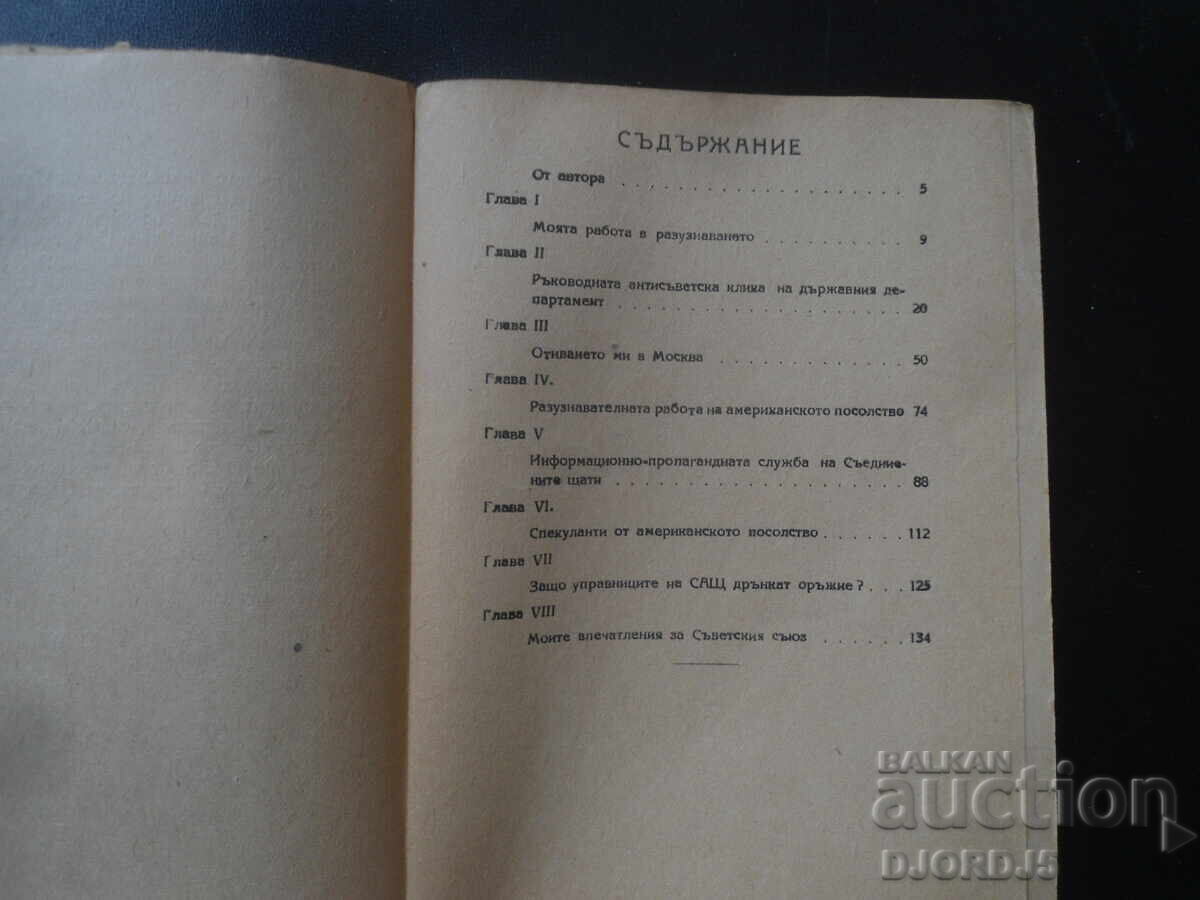 СЪДЪРЖАНИЕ
От автора . . . . . . . . . . . . . . . . . . . . 5
Глава I
Моята работа в разузнаването . . . . . . . . . . 9
Глава II
Ръководната антисъветска клика на държавния де-
партамент . . . . . . . . . . . . . . . . . . . . 20
Глава III
Отиването ми в Москва . . . . . . . . . . . . . 50
Глава IV.
Разузнавателната работа на американското посолство 74
Глава V
Информационно-пропагандната служба на Съедине-
ните щати . . . . . . . . . . . . . . . . . . . . 88
Глава VI.
Спекуланти от американското посолство . . . . . . 112
Глава VII
Защо управниците на САЩ дрънкат оръжие? . . . 125
Глава VIII
Моите впечатления за Съветския съюз . . . . . . 134
BALKAN
auction
DJORDJ5